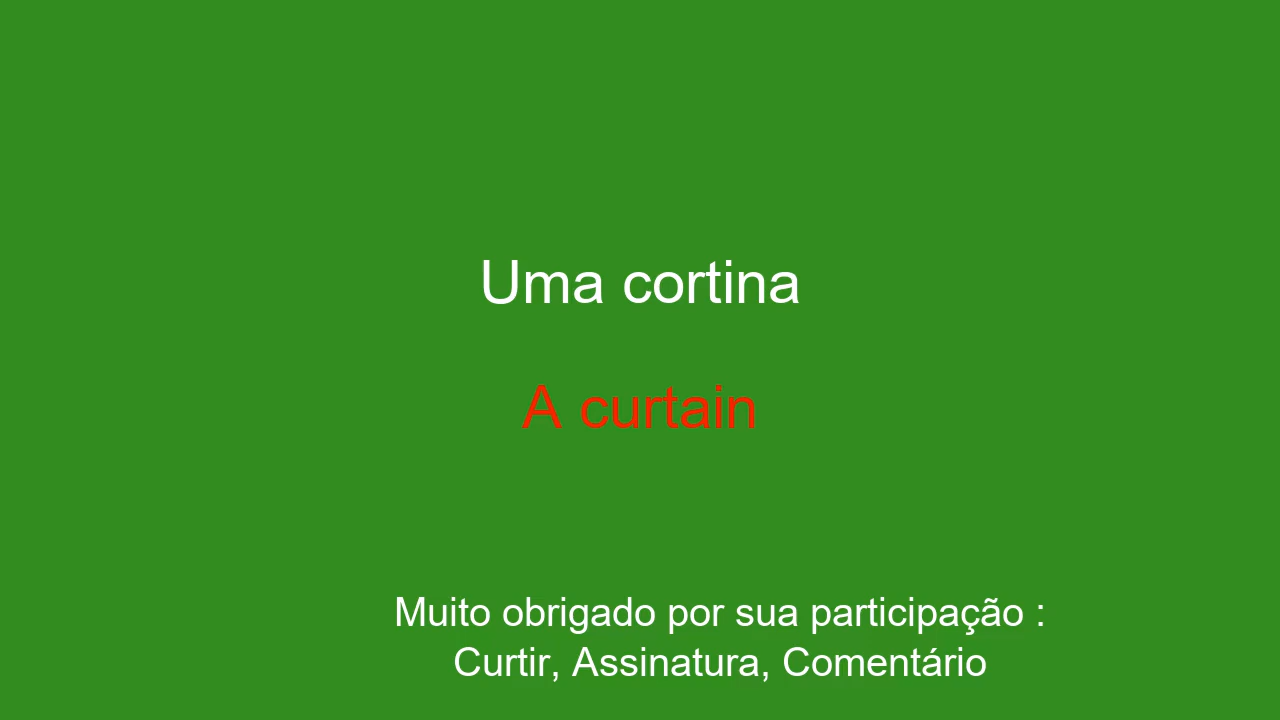 Uma cortina
A curtain
Muito obrigado por sua participação :
Curtir, Assinatura, Comentário